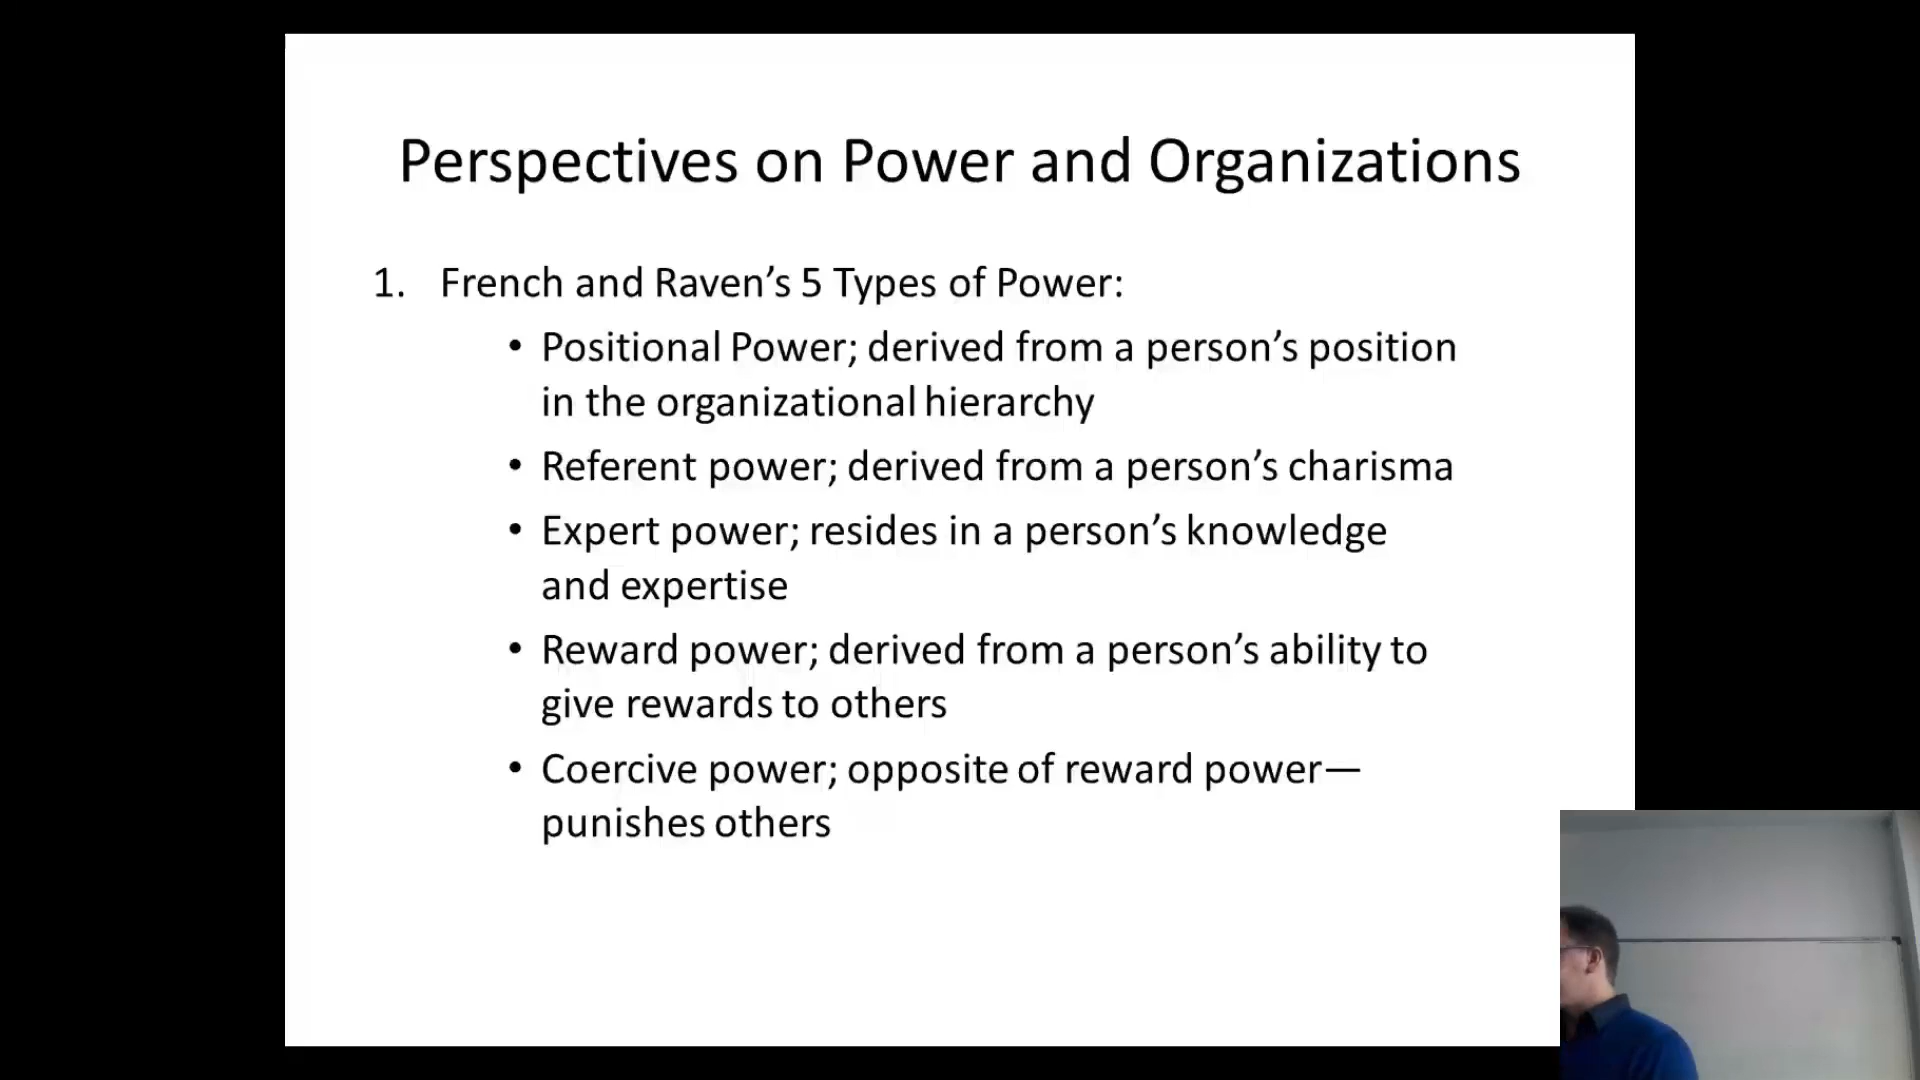 Perspectives on Power and Organizations
1. French and Raven’s 5 Types of Power:
• Positional Power; derived from a person’s position
in the organizational hierarchy
• Referent power; derived from a person’s charisma
• Expert power; resides in a person’s knowledge
and expertise
• Reward power; derived from a person’s ability to
give rewards to others
• Coercive power; opposite of reward power—
punishes others